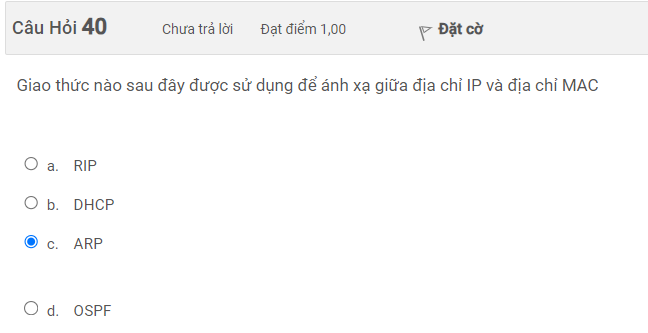 Câu Hỏi 40 Chưa trả lời Đạt điểm 1,00 Đặt cờ
Giao thức nào sau đây được sử dụng để ánh xạ giữa địa chỉ IP và địa chỉ MAC
a. RIP
b. DHCP
c. ARP
d. OSPF